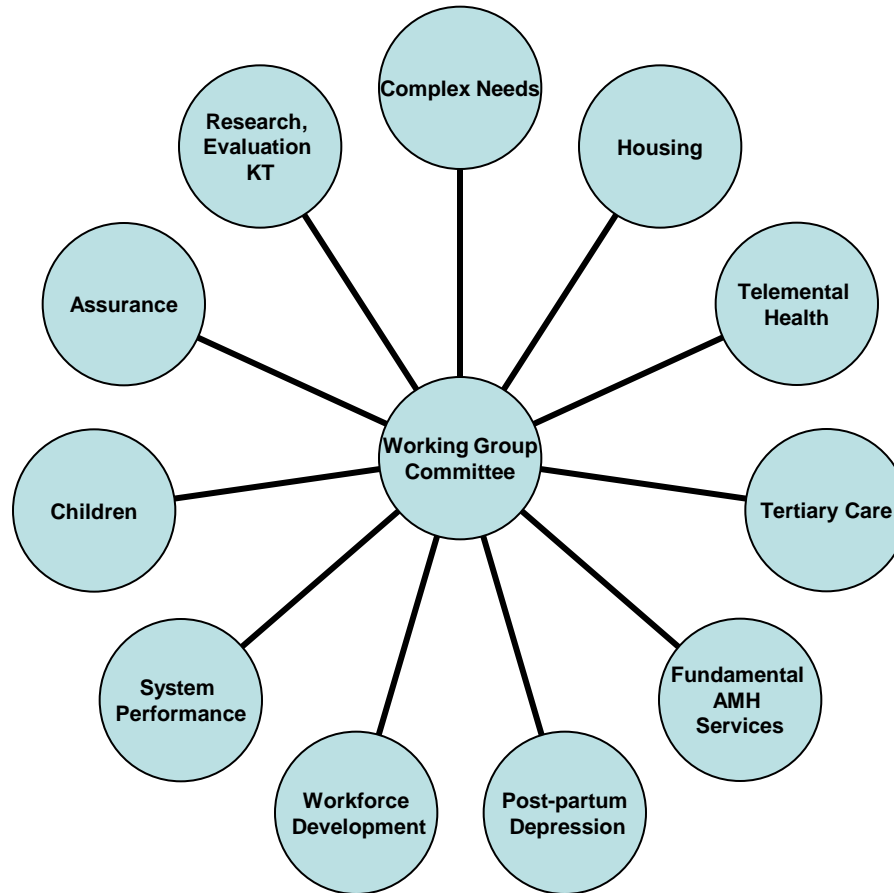 Complex Needs
Research,
Evaluation
KT
Housing
Assurance
Telemental
Health
Working Group
Committee
Children
Tertiary Care
System
Performance
Fundamental
AMH
Services
Workforce
Development
Post-partum
Depression